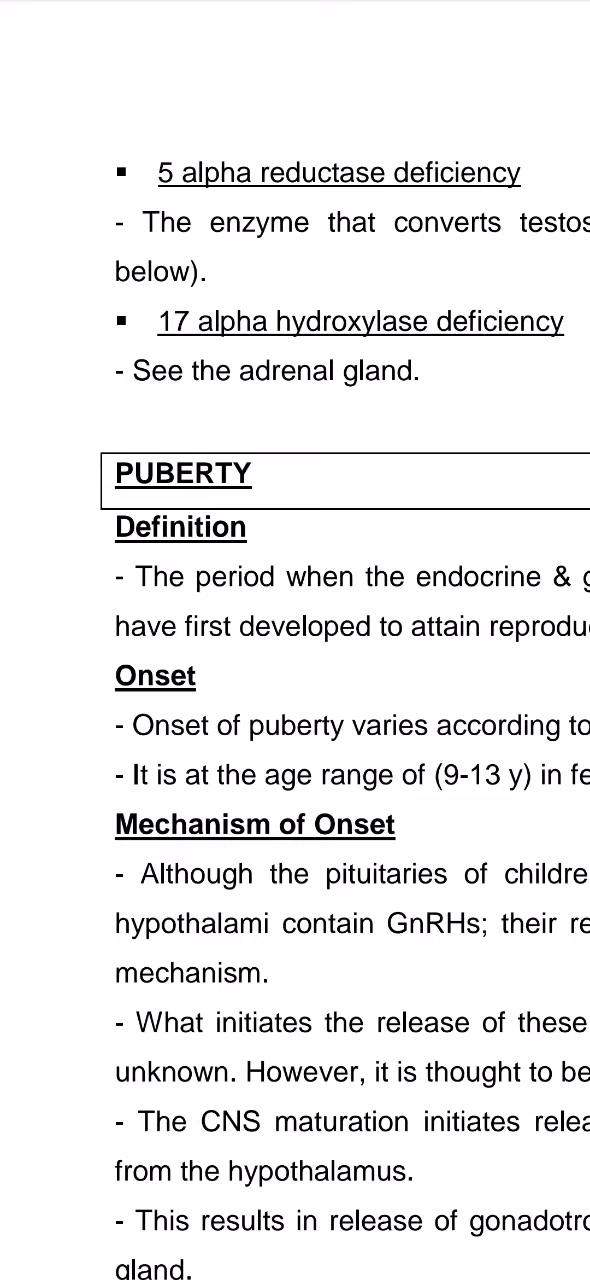 ▪ 5 alpha reductase deficiency
- The enzyme that converts testos
below).
▪ 17 alpha hydroxylase deficiency
- See the adrenal gland.
PUBERTY
Definition
- The period when the endocrine & g
have first developed to attain reprodu
Onset
- Onset of puberty varies according to
- It is at the age range of (9-13 y) in fe
Mechanism of Onset
- Although the pituitaries of childre
hypothalami contain GnRHs; their re
mechanism.
- What initiates the release of these
unknown. However, it is thought to be
- The CNS maturation initiates relea
from the hypothalamus.
- This results in release of gonadotro
gland.